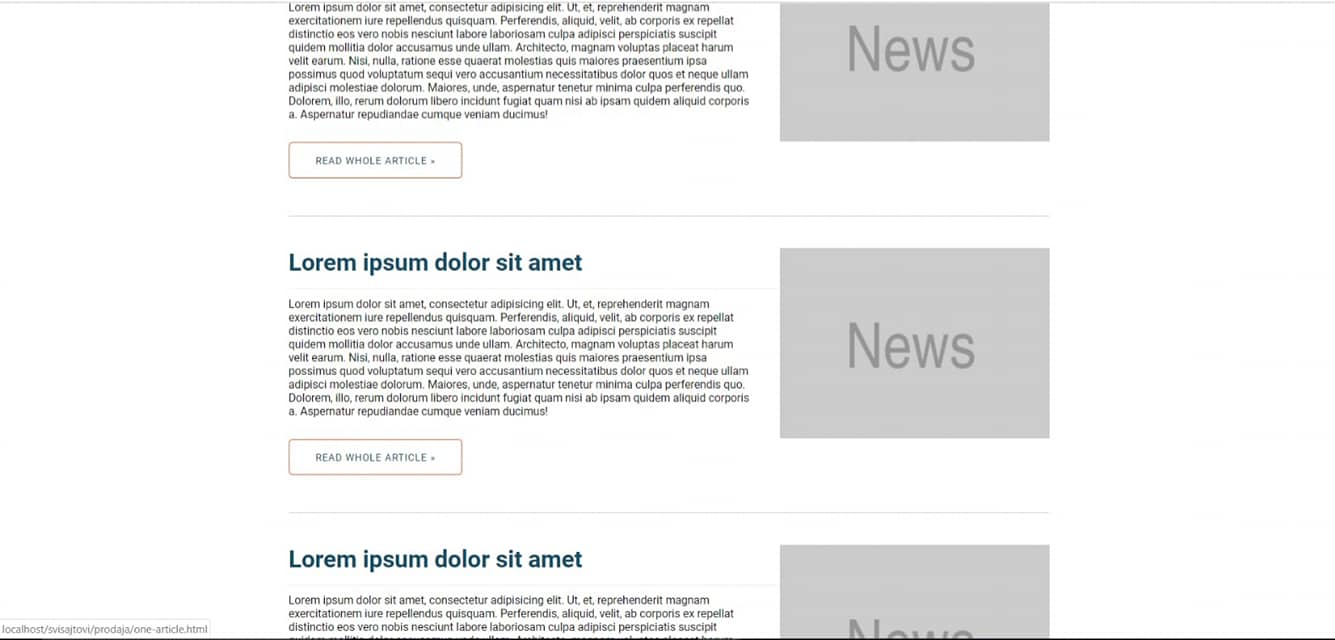 Lorem ipsum dolor sit amet, consectetur adipisicing elit. Ut, et, reprehenderit magnam
exercitationem iure repellendus quisquam. Perferendis, aliquid, velit, ab corporis ex repellat
distinctio eos vero nobis nesciunt labore laboriosam culpa adipisci perspiciatis suscipit
quidem mollitia dolor accusamus unde ullam. Architecto, magnam voluptas placeat harum
velit earum. Nisi, nulla, ratione esse quaerat molestias quis maiores praesentium ipsa
possimus quod voluptatum sequi vero accusantium necessitatibus dolor quos et neque ullam
adipisci molestiae dolorum. Maiores, unde, aspernatur tenetur minima culpa perferendis quo.
Dolorem, illo, rerum dolorum libero incidunt fugiat quam nisi ab ipsam quidem aliquid corporis
a. Aspernatur repudiandae cumque veniam ducimus!
News
READ WHOLE ARTICLE »
Lorem ipsum dolor sit amet
Lorem ipsum dolor sit amet, consectetur adipisicing elit. Ut, et, reprehenderit magnam
exercitationem iure repellendus quisquam. Perferendis, aliquid, velit, ab corporis ex repellat
distinctio eos vero nobis nesciunt labore laboriosam culpa adipisci perspiciatis suscipit
quidem mollitia dolor accusamus unde ullam. Architecto, magnam voluptas placeat harum
velit earum. Nisi, nulla, ratione esse quaerat molestias quis maiores praesentium ipsa
possimus quod voluptatum sequi vero accusantium necessitatibus dolor quos et neque ullam
adipisci molestiae dolorum. Maiores, unde, aspernatur tenetur minima culpa perferendis quo.
Dolorem, illo, rerum dolorum libero incidunt fugiat quam nisi ab ipsam quidem aliquid corporis
a. Aspernatur repudiandae cumque veniam ducimus!
News
READ WHOLE ARTICLE »
Lorem ipsum dolor sit amet
Lorem ipsum dolor sit amet, consectetur adipisicing elit. Ut, et, reprehenderit magnam
exercitationem iure repellendus quisquam. Perferendis, aliquid, velit, ab corporis ex repellat
distinctio eos vero nobis nesciunt labore laboriosam culpa adipisci perspiciatis suscipit
News
localhost/svisajtovi/prodaja/one-article.html